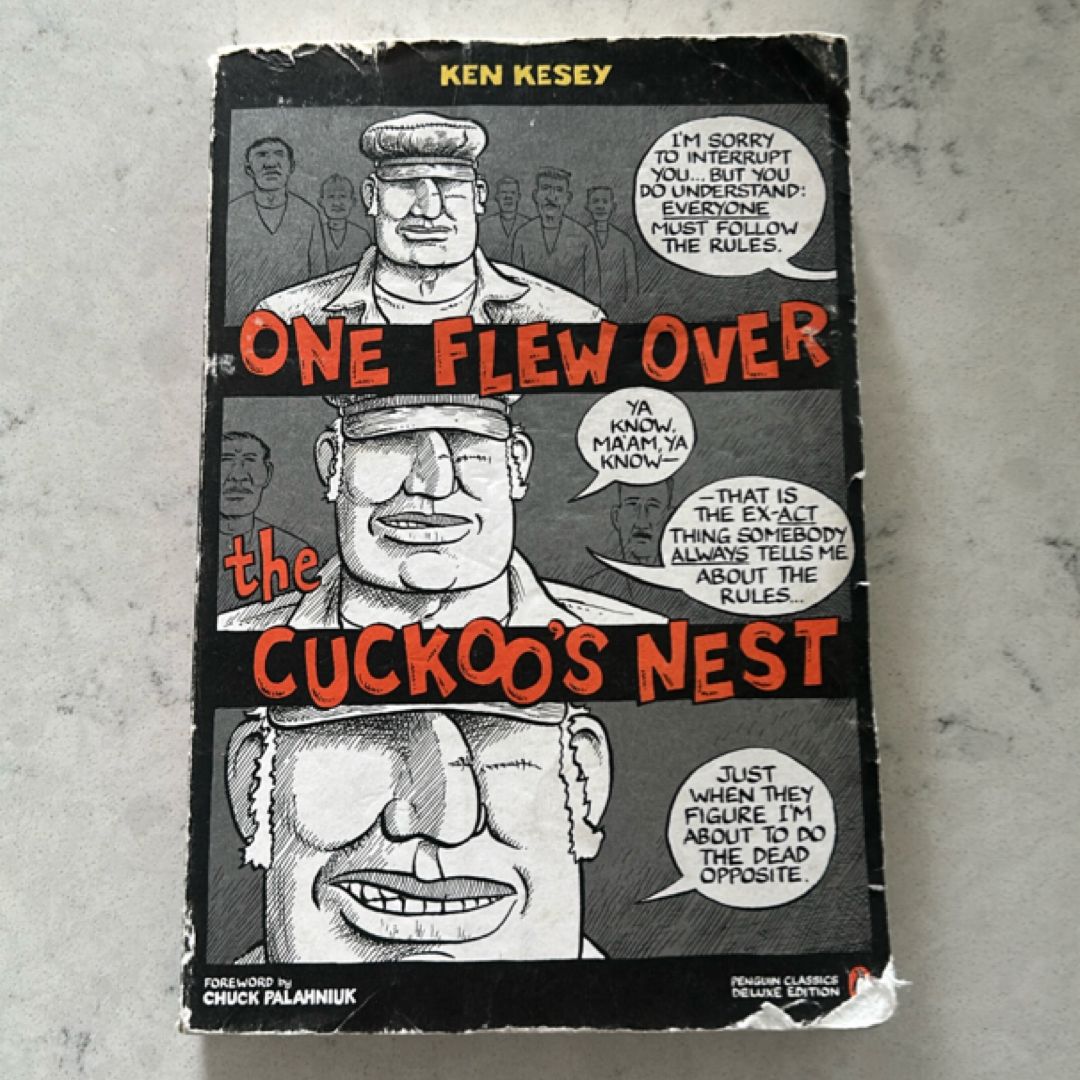 KEN KESEY
I'M SORRY
TO INTERRUPT
YOU... BUT YOU
DO UNDERSTAND:
EVERYONE
MUST FOLLOW
THE RULES.
ONE FLEW OVER
YA
KNOW,
MA'AM, YA
KNOW—
—THAT IS
THE EX-ACT
THING SOMEBODY
ALWAYS TELLS ME
ABOUT THE
RULES...
the
CUCKOO'S NEST
JUST
WHEN THEY
FIGURE I'M
ABOUT TO DO
THE DEAD
OPPOSITE.
FOREWORD by
CHUCK PALAHNIUK
PENGUIN CLASSICS
DELUXE EDITION